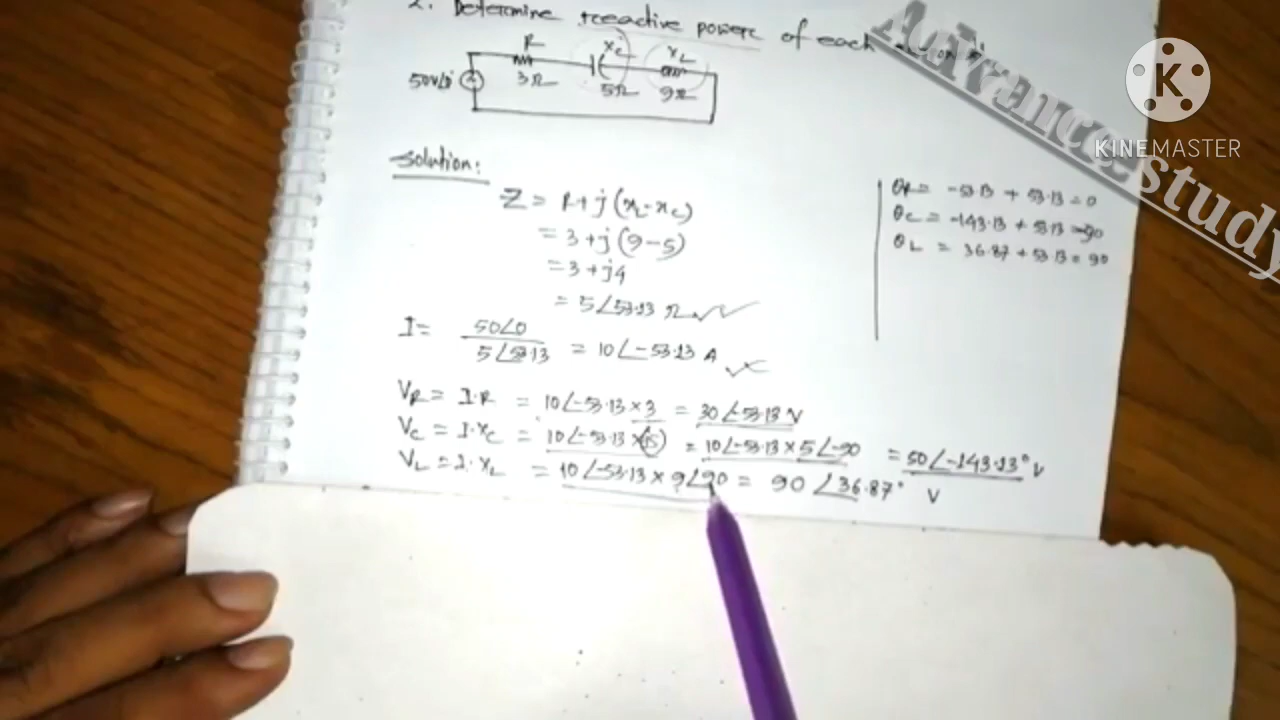 2. Determine reactive power of each
R
Xc
XL
50V∠0°
3Ω
5Ω
9Ω
Solution:
Z = R+j(XL-Xc)
= 3+j(9-5)
= 3+j4
= 5∠53.13 Ω
I = 50∠0 / 5∠53.13 = 10∠-53.13 A
VR = I.R = 10∠-53.13 × 3 = 30∠-53.13 V
Vc = I.Xc = 10∠-53.13 × = 10∠-53.13 × 5∠-90 = 50∠-143.13° V
VL = I.XL = 10∠-53.13 × 9∠90 = 90∠36.87° V
θR = -53.13 + 53.13 = 0
θc = -143.13 + 53.13 = -90
θL = 36.87 + 53.13 = 90
Advance study
K
KINEMASTER